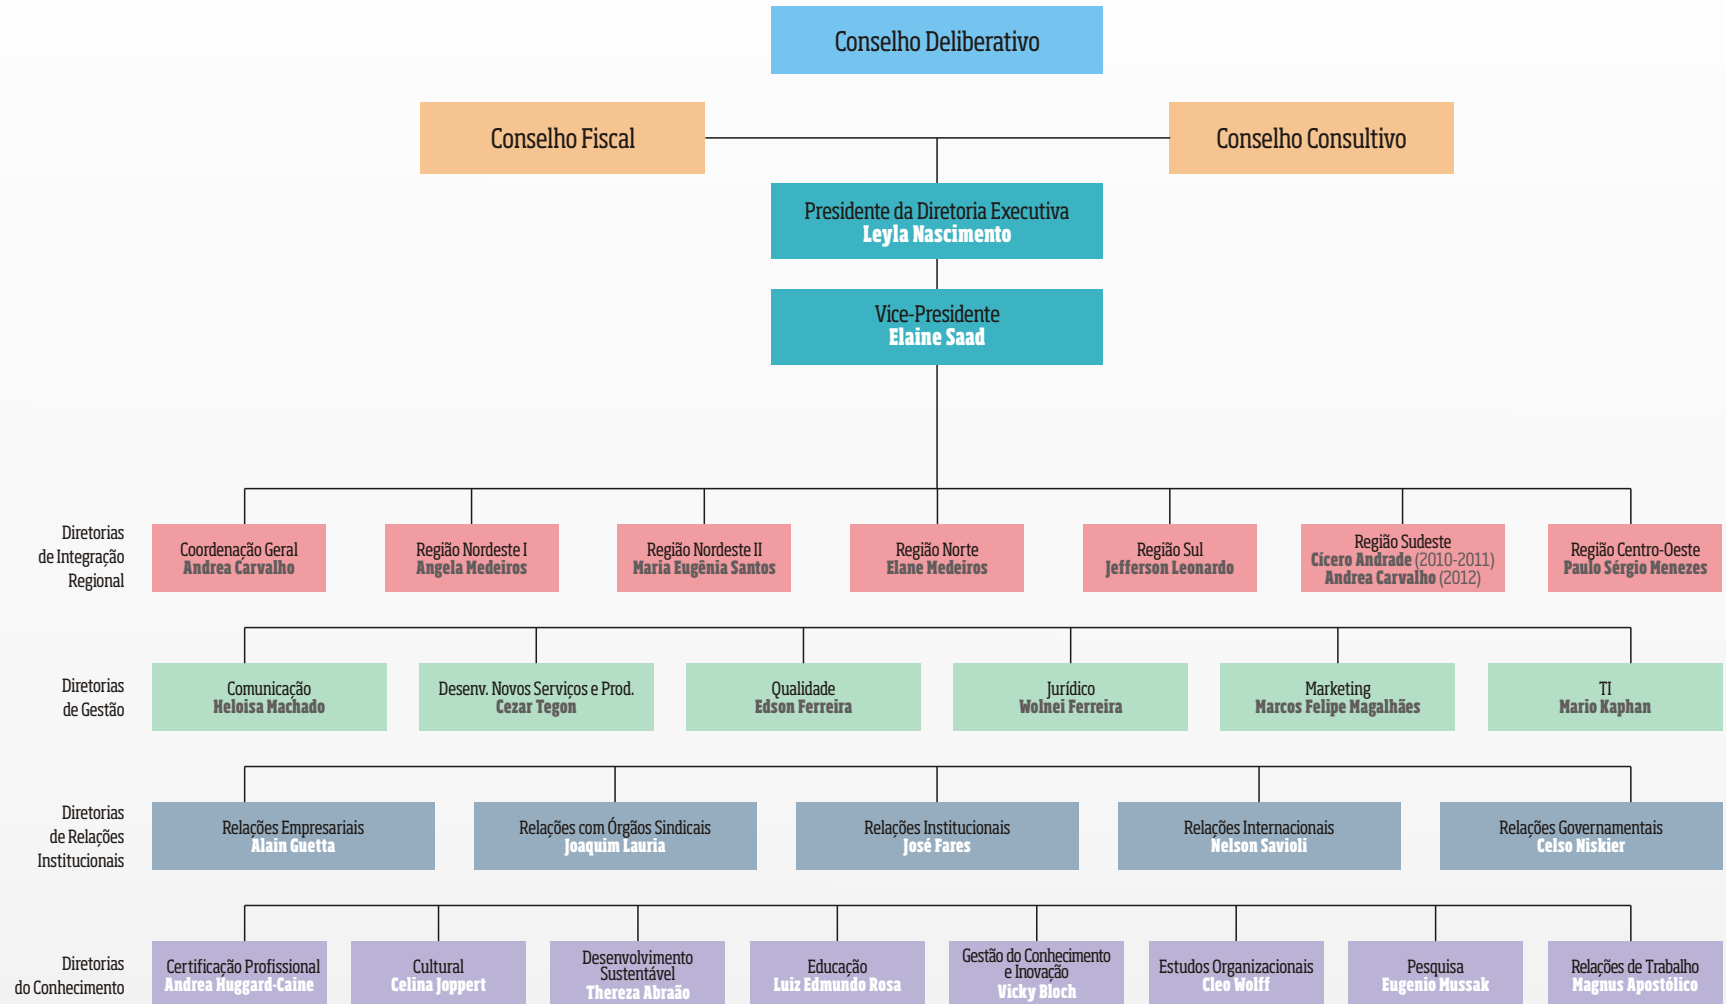 Conselho Deliberativo
Conselho Fiscal
Conselho Consultivo
Presidente da Diretoria Executiva
Leyla Nascimento
Vice-Presidente
Elaine Saad
Diretorias
de Integração
Regional
Coordenação Geral
Andrea Carvalho
Região Nordeste I
Angela Medeiros
Região Nordeste II
Maria Eugênia Santos
Região Norte
Elane Medeiros
Região Sul
Jefferson Leonardo
Região Sudeste
Cícero Andrade (2010-2011)
Andrea Carvalho (2012)
Região Centro-Oeste
Paulo Sérgio Menezes
Diretorias
de Gestão
Comunicação
Heloisa Machado
Desenv. Novos Serviços e Prod.
Cezar Tegon
Qualidade
Edson Ferreira
Jurídico
Wolnei Ferreira
Marketing
Marcos Felipe Magalhães
TI
Mario Kaphan
Diretorias
de Relações
Institucionais
Relações Empresariais
Alain Guetta
Relações com Órgãos Sindicais
Joaquim Lauria
Relações Institucionais
José Fares
Relações Internacionais
Nelson Savioli
Relações Governamentais
Celso Niskier
Diretorias
do Conhecimento
Certificação Profissional
Andrea Huggard-Caine
Cultural
Celina Joppert
Desenvolvimento
Sustentável
Thereza Abraão
Educação
Luiz Edmundo Rosa
Gestão do Conhecimento
e Inovação
Vicky Bloch
Estudos Organizacionais
Cleo Wolff
Pesquisa
Eugenio Mussak
Relações de Trabalho
Magnus Apostólico